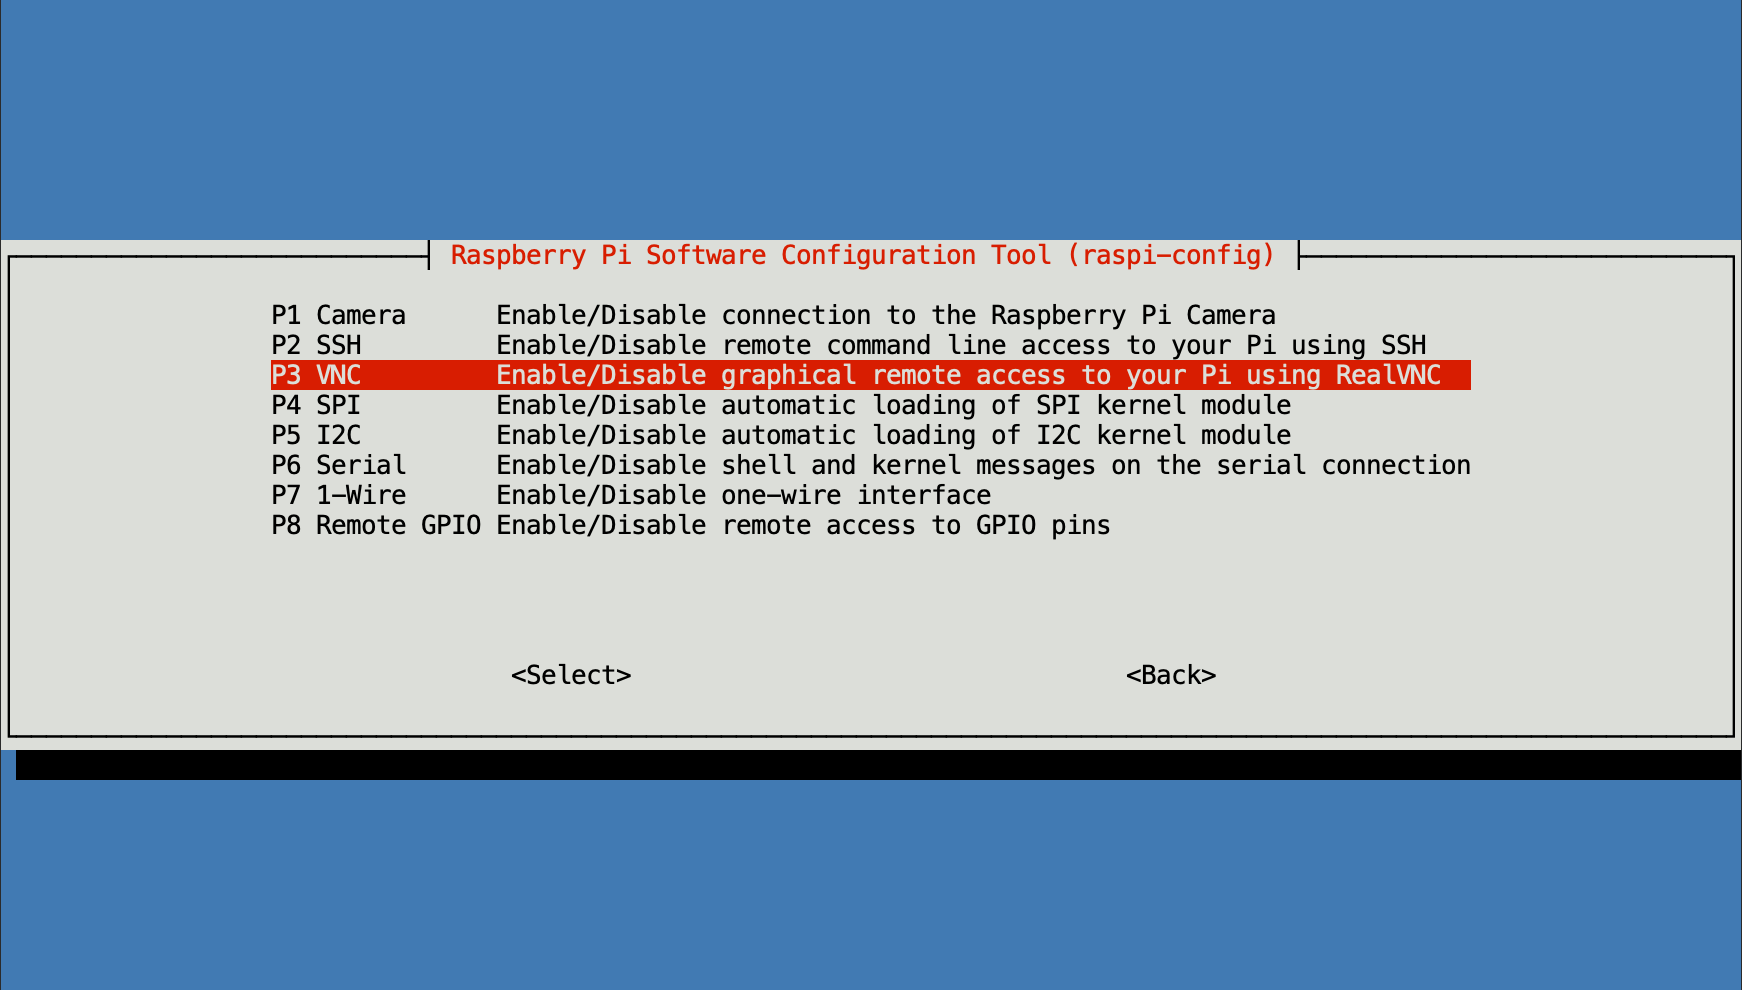 Raspberry Pi Software Configuration Tool (raspi-config)
P1 Camera Enable/Disable connection to the Raspberry Pi Camera
P2 SSH Enable/Disable remote command line access to your Pi using SSH
P3 VNC Enable/Disable graphical remote access to your Pi using RealVNC
P4 SPI Enable/Disable automatic loading of SPI kernel module
P5 I2C Enable/Disable automatic loading of I2C kernel module
P6 Serial Enable/Disable shell and kernel messages on the serial connection
P7 1-Wire Enable/Disable one-wire interface
P8 Remote GPIO Enable/Disable remote access to GPIO pins
<Select> <Back>